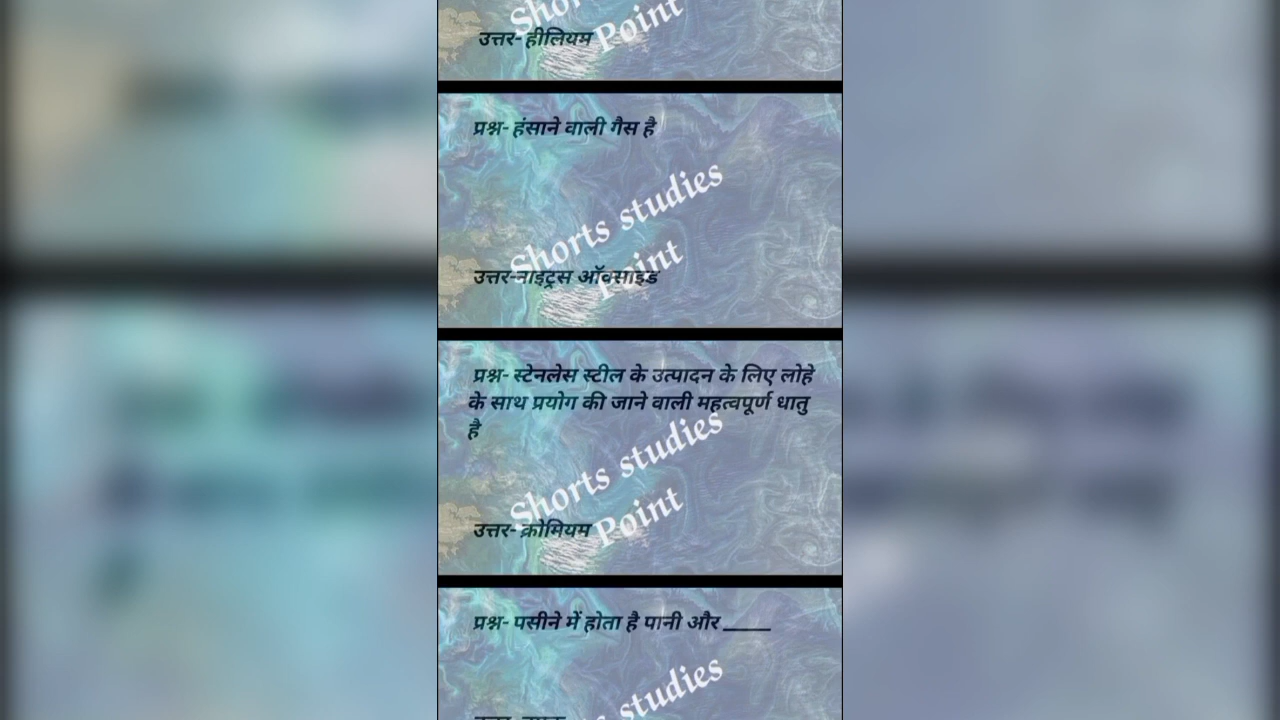 Shorts
Point
उत्तर- हीलियम
प्रश्न- हंसाने वाली गैस है
Shorts studies
Point
उत्तर-नाइट्रस ऑक्साइड
प्रश्न- स्टेनलेस स्टील के उत्पादन के लिए लोहे
के साथ प्रयोग की जाने वाली महत्वपूर्ण धातु
है
Shorts studies
Point
उत्तर- क्रोमियम
प्रश्न- पसीने में होता है पानी और _____
studies